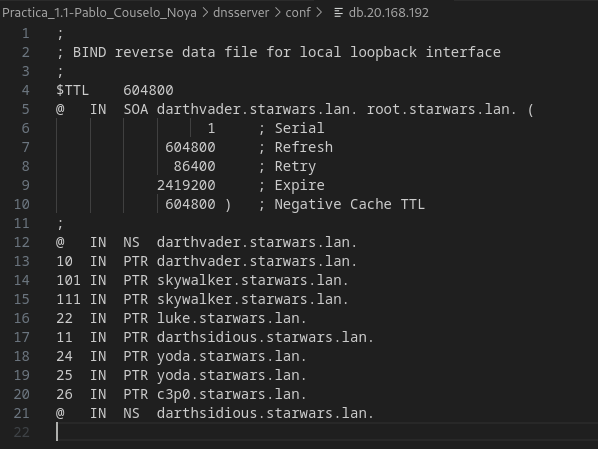 Practica_1.1-Pablo_Couselo_Noya > dnsserver > conf > db.20.168.192
1 ;
2 ; BIND reverse data file for local loopback interface
3 ;
4 $TTL 604800
5 @ IN SOA darthvader.starwars.lan. root.starwars.lan. (
6 1 ; Serial
7 604800 ; Refresh
8 86400 ; Retry
9 2419200 ; Expire
10 604800 ) ; Negative Cache TTL
11 ;
12 @ IN NS darthvader.starwars.lan.
13 10 IN PTR darthvader.starwars.lan.
14 101 IN PTR skywalker.starwars.lan.
15 111 IN PTR skywalker.starwars.lan.
16 22 IN PTR luke.starwars.lan.
17 11 IN PTR darthsidious.starwars.lan.
18 24 IN PTR yoda.starwars.lan.
19 25 IN PTR yoda.starwars.lan.
20 26 IN PTR c3p0.starwars.lan.
21 @ IN NS darthsidious.starwars.lan.
22